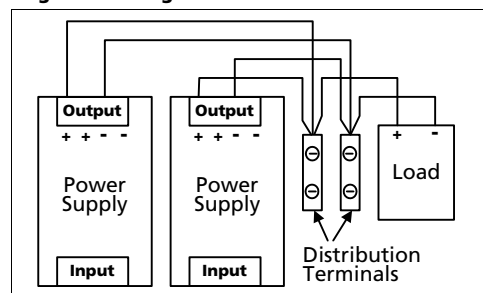 Output
+ + - -
Power
Supply
Input
Output
+ + - -
Power
Supply
Input
+ -
Load
Distribution
Terminals